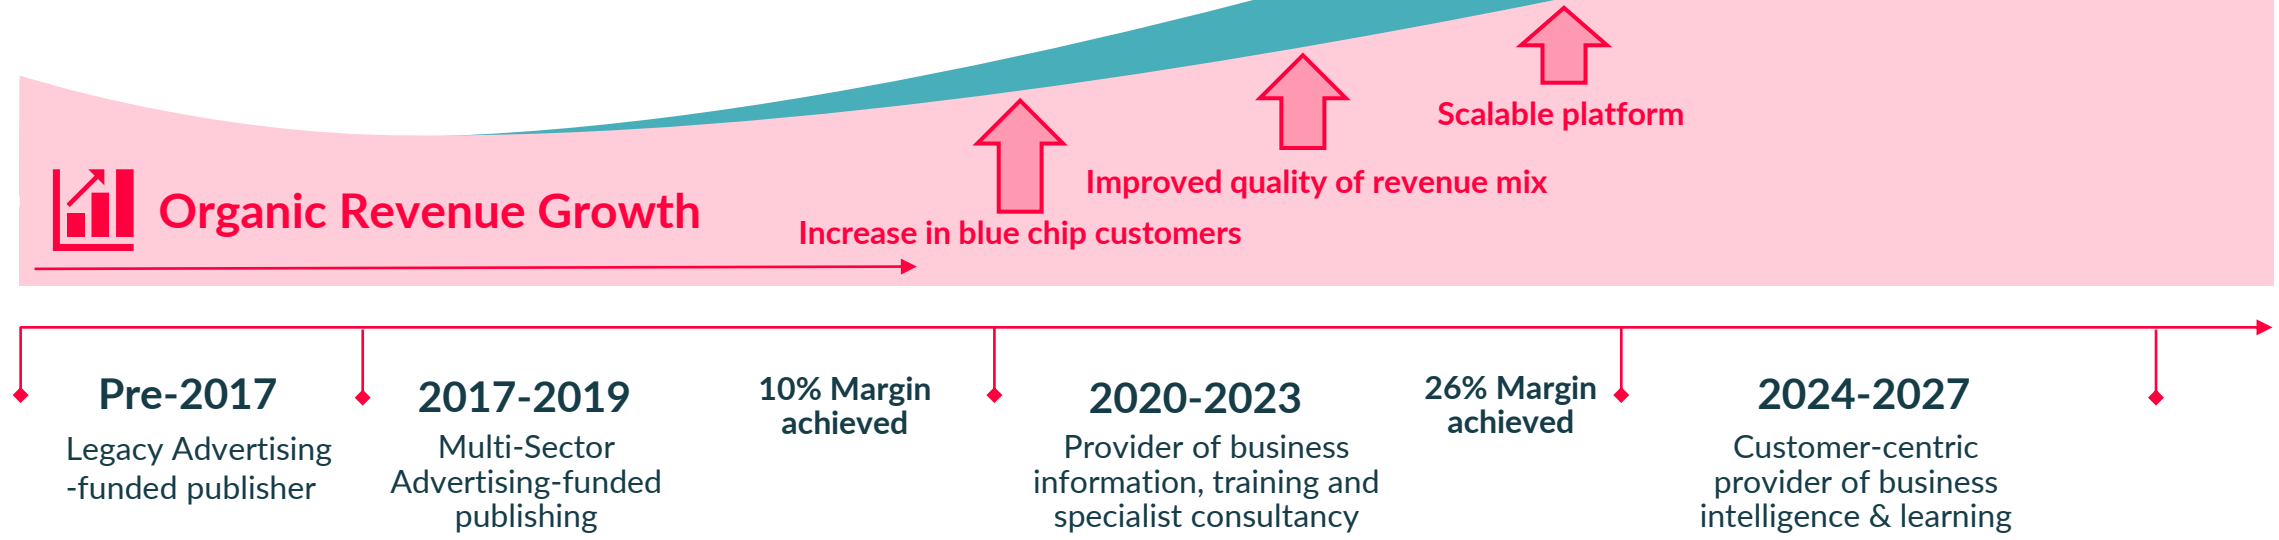 Scalable platform
Improved quality of revenue mix
Organic Revenue Growth
Increase in blue chip customers
Pre-2017
Legacy Advertising
-funded publisher
2017-2019
Multi-Sector
Advertising-funded
publishing
10% Margin
achieved
2020-2023
Provider of business
information, training and
specialist consultancy
26% Margin
achieved
2024-2027
Customer-centric
provider of business
intelligence & learning